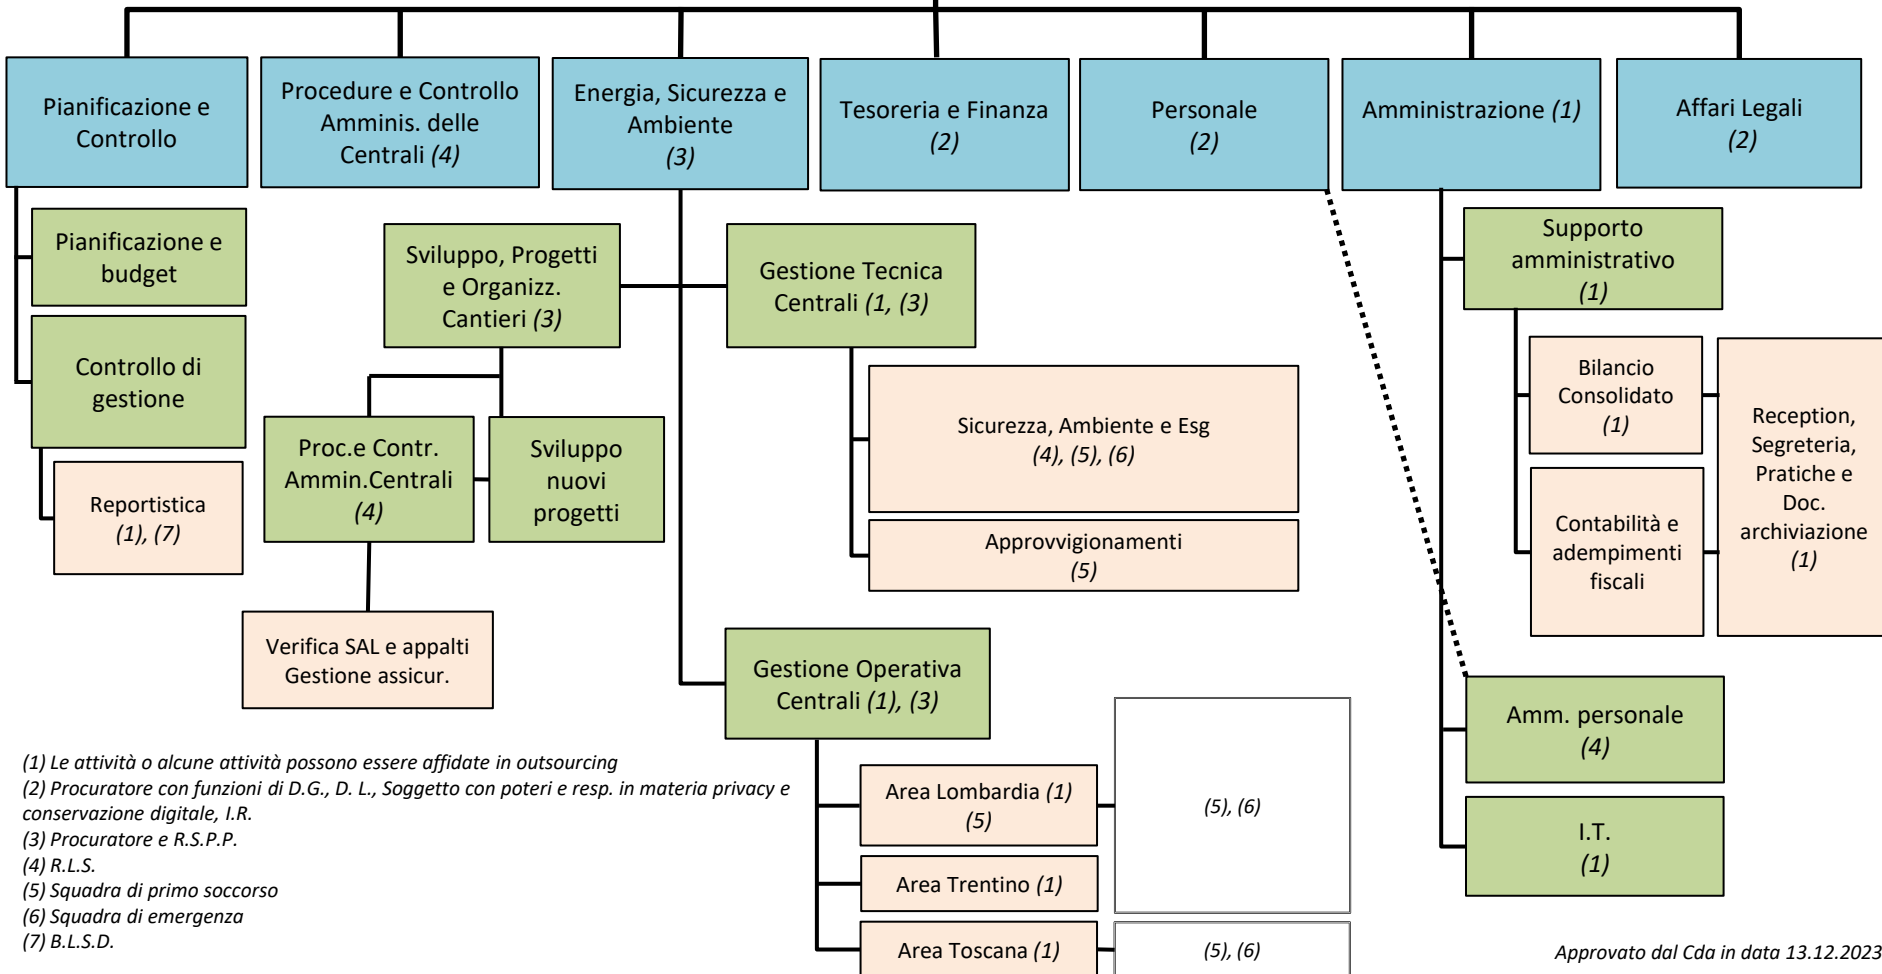 Pianificazione e
Controllo
Procedure e Controllo
Amminis. delle
Centrali (4)
Energia, Sicurezza e
Ambiente
(3)
Tesoreria e Finanza
(2)
Personale
(2)
Amministrazione (1)
Affari Legali
(2)
Pianificazione e
budget
Controllo di
gestione
Reportistica
(1), (7)
Sviluppo, Progetti
e Organizz.
Cantieri (3)
Proc.e Contr.
Ammin.Centrali
(4)
Sviluppo
nuovi
progetti
Verifica SAL e appalti
Gestione assicur.
Gestione Tecnica
Centrali (1, (3)
Sicurezza, Ambiente e Esg
(4), (5), (6)
Approvvigionamenti
(5)
Gestione Operativa
Centrali (1), (3)
Area Lombardia (1)
(5)
(5), (6)
Area Trentino (1)
Area Toscana (1)
(5), (6)
Supporto
amministrativo
(1)
Bilancio
Consolidato
(1)
Contabilità e
adempimenti
fiscali
Reception,
Segreteria,
Pratiche e
Doc.
archiviazione
(1)
Amm. personale
(4)
I.T.
(1)
(1) Le attività o alcune attività possono essere affidate in outsourcing
(2) Procuratore con funzioni di D.G., D. L., Soggetto con poteri e resp. in materia privacy e
conservazione digitale, I.R.
(3) Procuratore e R.S.P.P.
(4) R.L.S.
(5) Squadra di primo soccorso
(6) Squadra di emergenza
(7) B.L.S.D.
Approvato dal Cda in data 13.12.2023